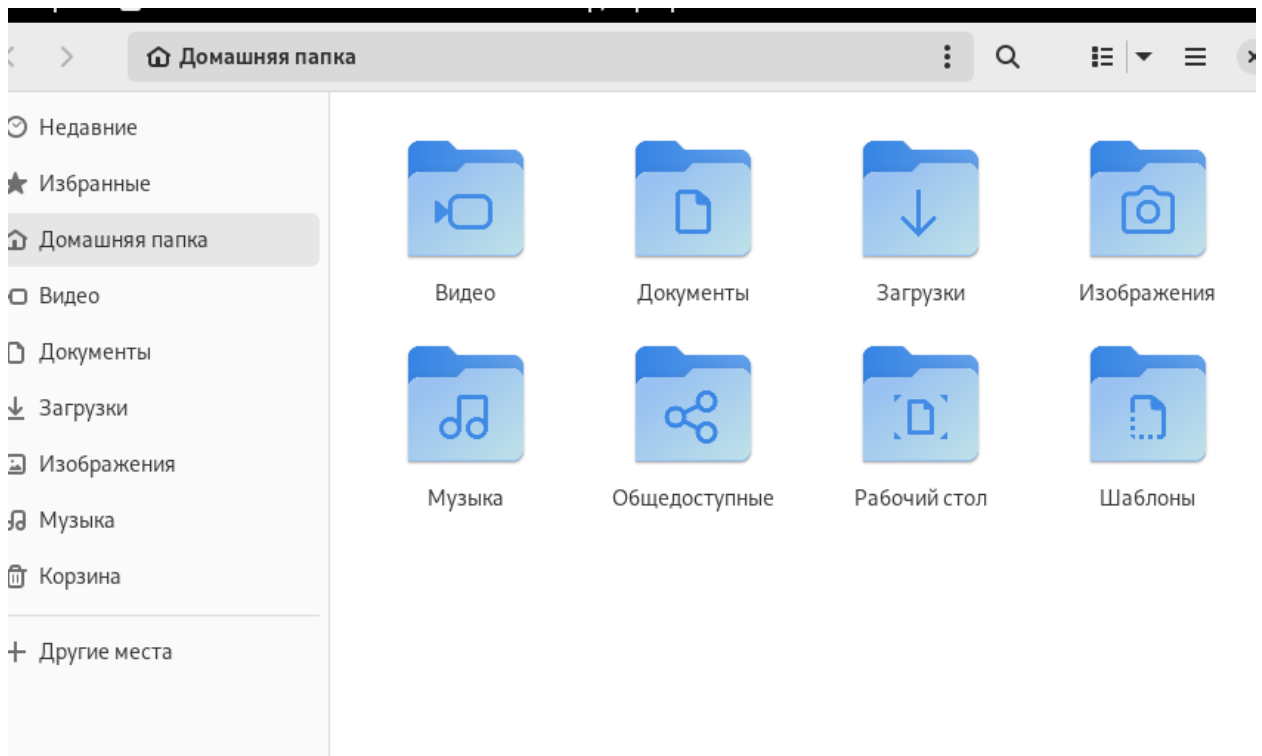 Домашняя папка
Недавние
Избранные
Домашняя папка
Видео
Документы
Загрузки
Изображения
Музыка
Корзина
Другие места
Видео
Документы
Загрузки
Изображения
Музыка
Общедоступные
Рабочий стол
Шаблоны